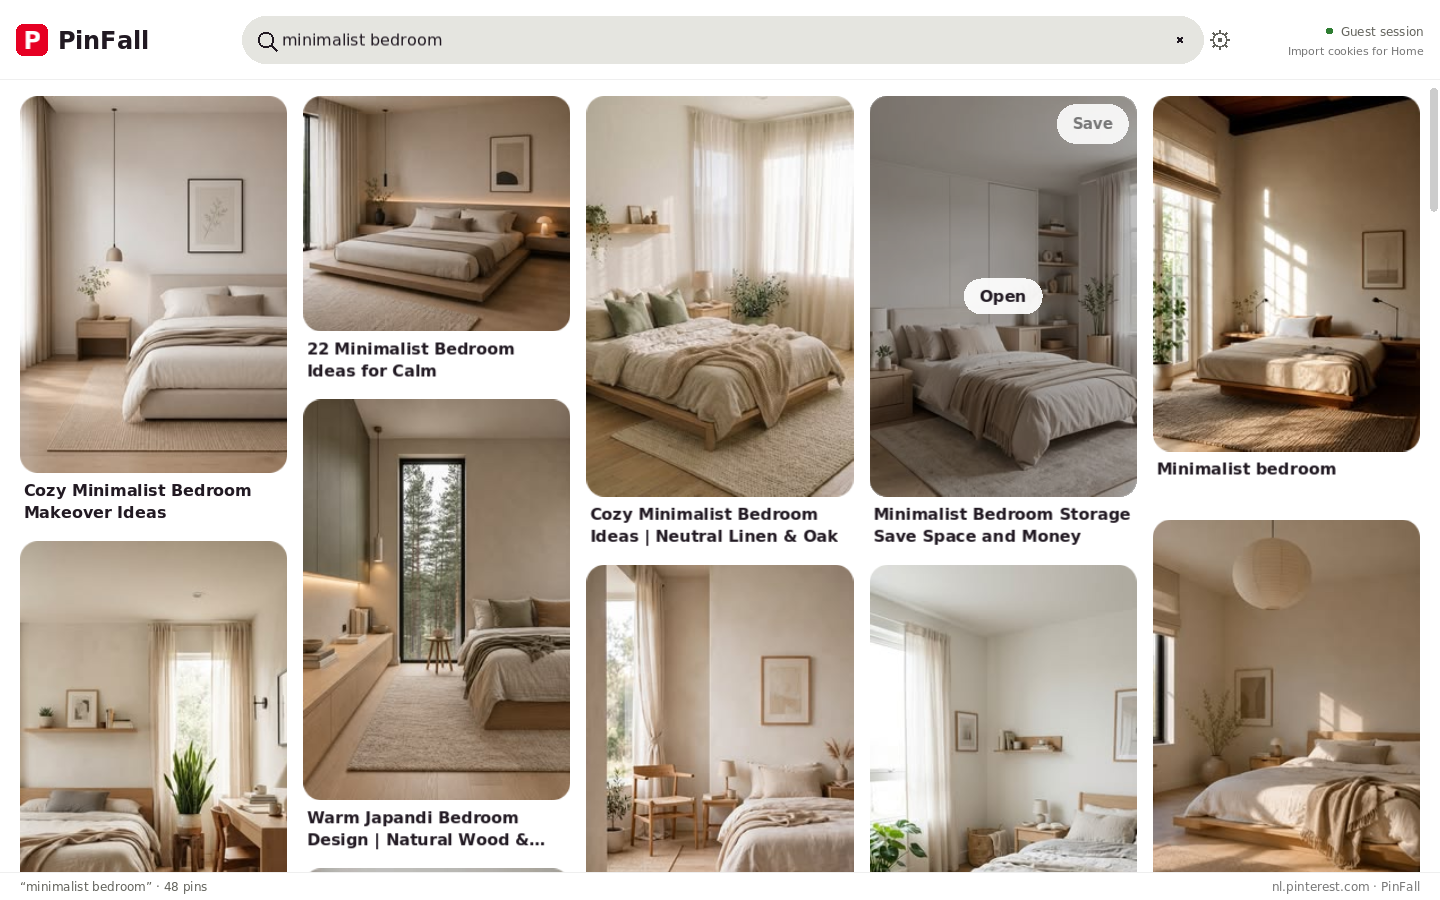 P PinFall
minimalist bedroom
Guest session
Import cookies for Home
Save
Open
Cozy Minimalist Bedroom
Makeover Ideas
22 Minimalist Bedroom
Ideas for Calm
Cozy Minimalist Bedroom
Ideas | Neutral Linen & Oak
Minimalist Bedroom Storage
Save Space and Money
Minimalist bedroom
Warm Japandi Bedroom
Design | Natural Wood &...
“minimalist bedroom” · 48 pins
nl.pinterest.com · PinFall